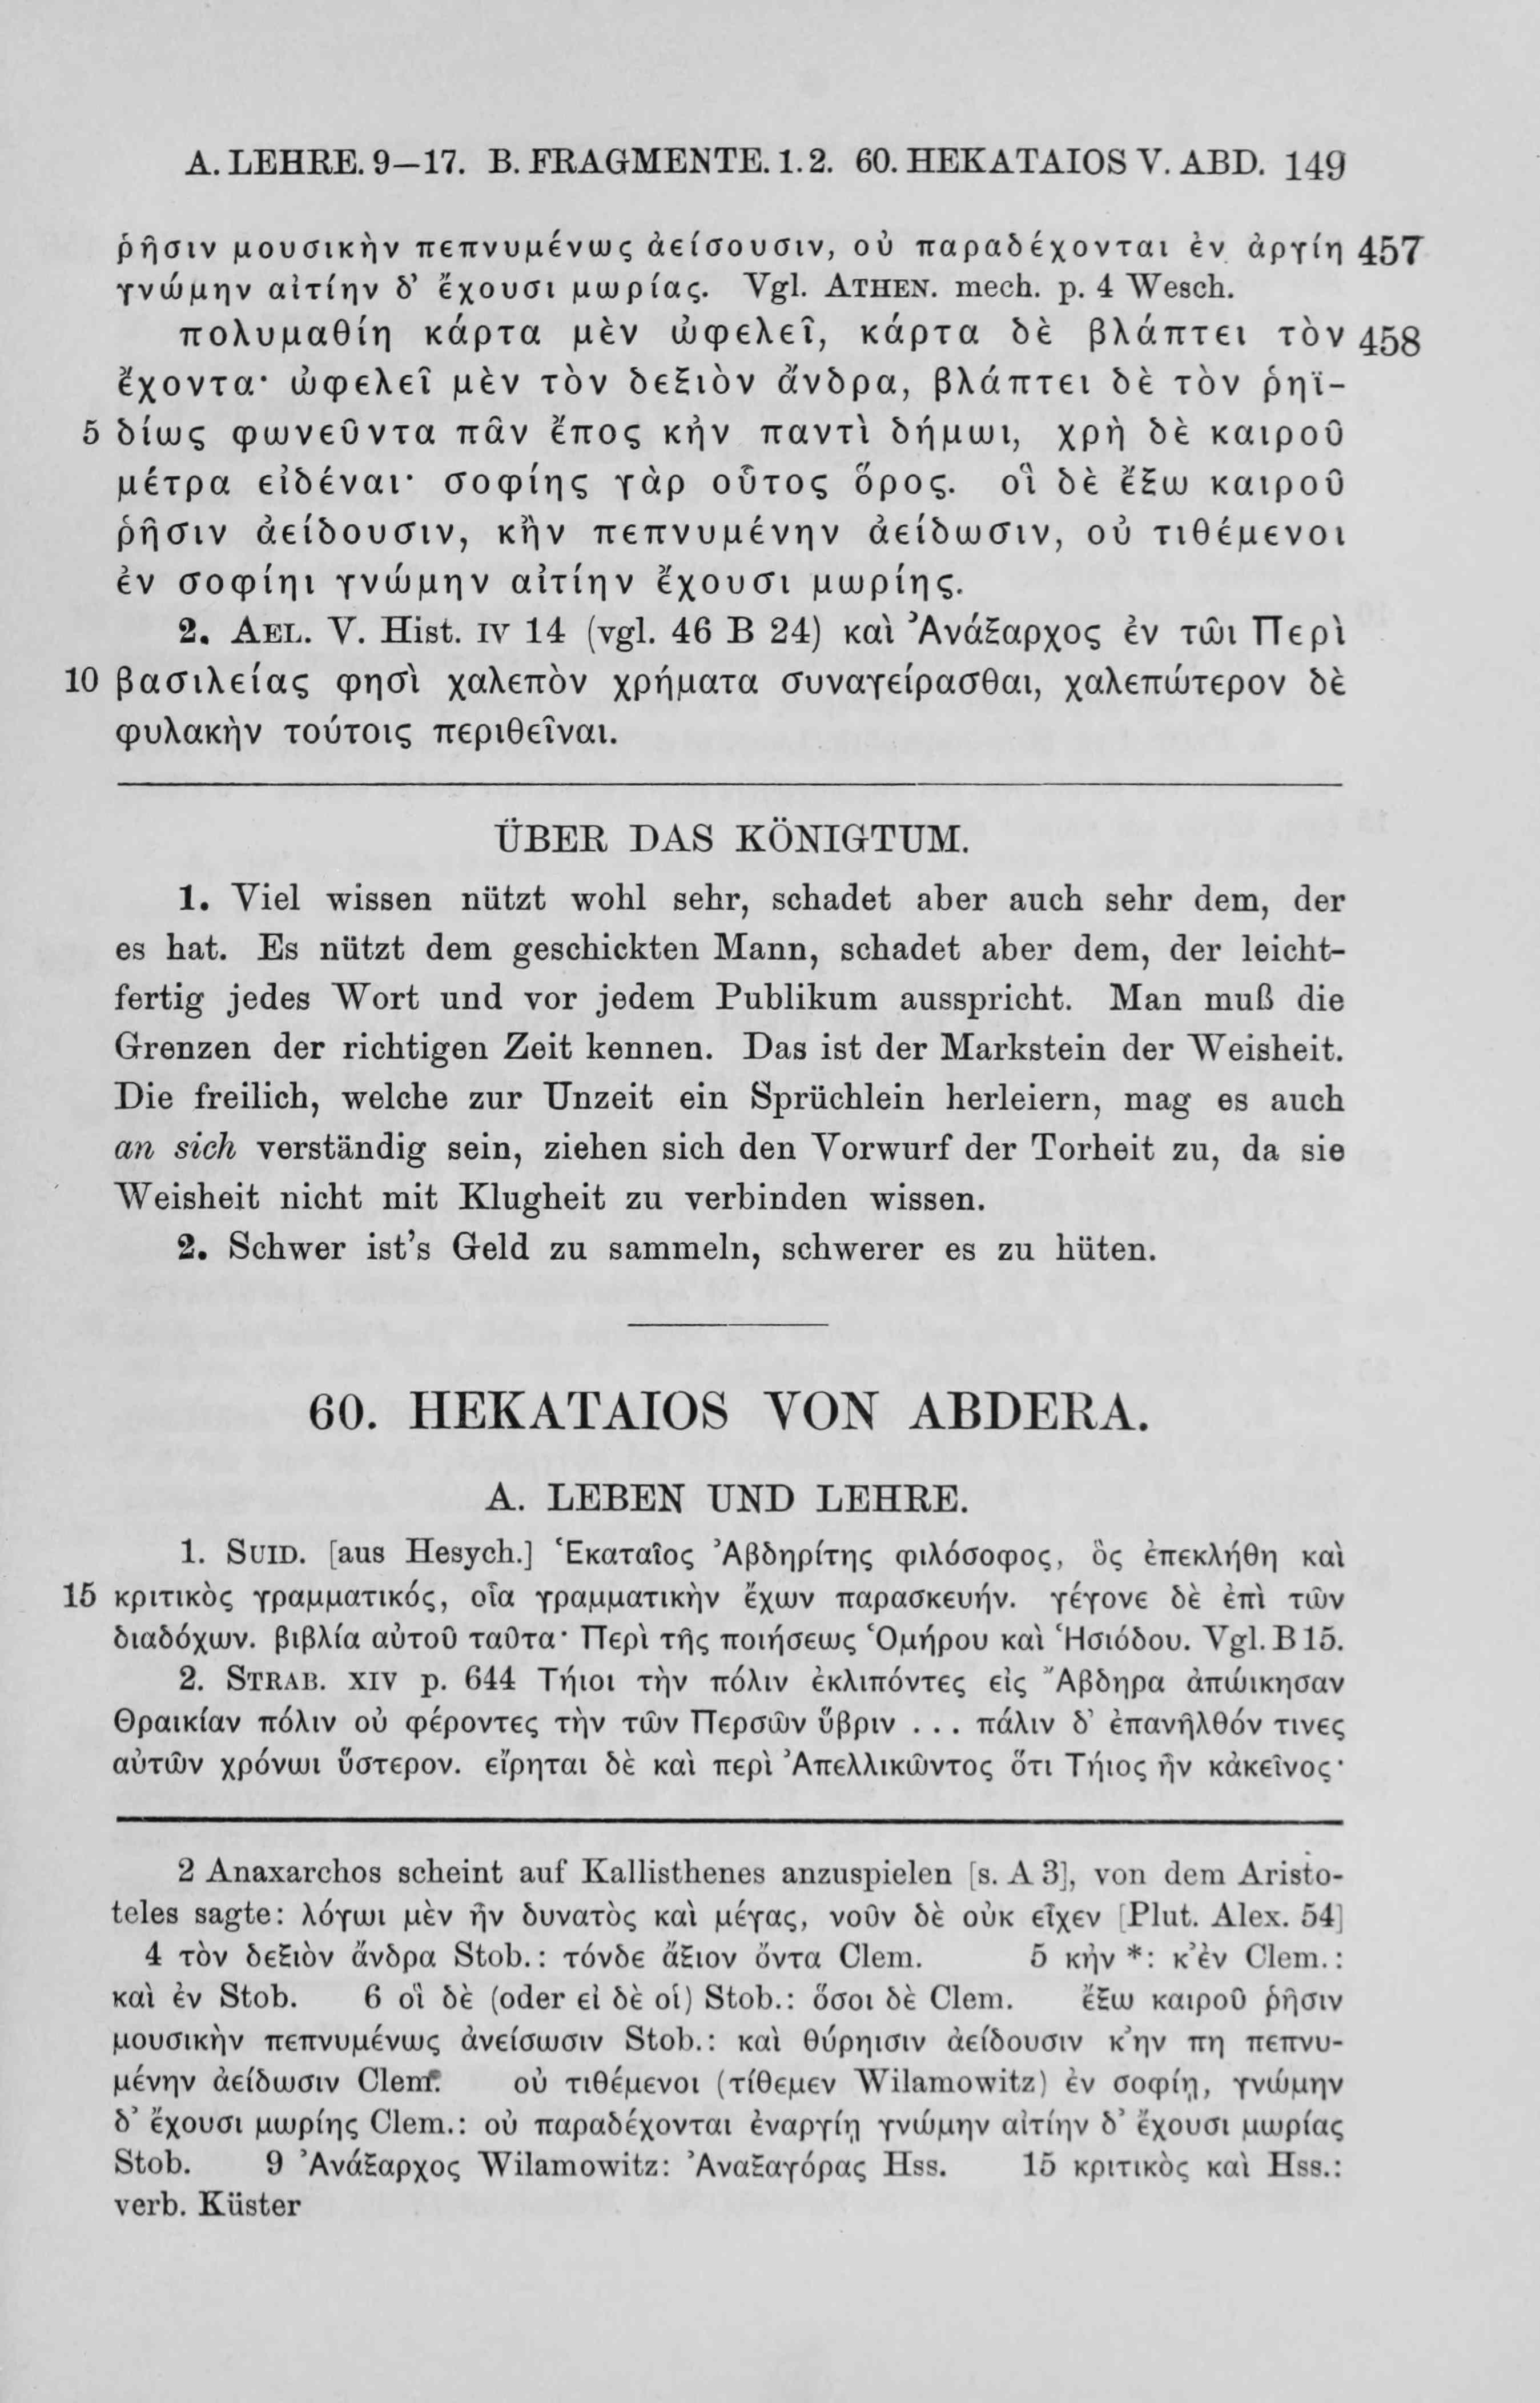 A. LEHRE. 9–17. B. FRAGMENTE. 1. 2. 60. HEKATAIOS V. ABD. 149
ῥῆσιν μουσικὴν πεπνυμένως ἀείσουσιν, οὐ παραδέχονται ἐν ἀργίη 457
γνώμην αἰτίην δ’ ἔχουσι μωρίας. Vgl. ATHEN. mech. p. 4 Wesch.
πολυμαθίη κάρτα μὲν ὠφελεῖ, κάρτα δὲ βλάπτει τὸν 458
ἔχοντα· ὠφελεῖ μὲν τὸν δεξιὸν ἄνδρα, βλάπτει δὲ τὸν ῥηϊ-
5 δίως φωνεῦντα πᾶν ἔπος κἠν παντὶ δήμωι, χρὴ δὲ καιροῦ
μέτρα εἰδέναι· σοφίης γὰρ οὗτος ὅρος. οἳ δὲ ἔξω καιροῦ
ῥῆσιν ἀείδουσιν, κἢν πεπνυμένην ἀείδωσιν, οὐ τιθέμενοι
ἐν σοφίηι γνώμην αἰτίην ἔχουσι μωρίης.
2. AEL. V. Hist. IV 14 (vgl. 46 B 24) καὶ Ἀνάξαρχος ἐν τῶι Περὶ
10 βασιλείας φησὶ χαλεπὸν χρήματα συναγείρασθαι, χαλεπώτερον δὲ
φυλακὴν τούτοις περιθεῖναι.
ÜBER DAS KÖNIGTUM.
1. Viel wissen nützt wohl sehr, schadet aber auch sehr dem, der
es hat. Es nützt dem geschickten Mann, schadet aber dem, der leicht-
fertig jedes Wort und vor jedem Publikum ausspricht. Man muß die
Grenzen der richtigen Zeit kennen. Das ist der Markstein der Weisheit.
Die freilich, welche zur Unzeit ein Sprüchlein herleiern, mag es auch
an sich verständig sein, ziehen sich den Vorwurf der Torheit zu, da sie
Weisheit nicht mit Klugheit zu verbinden wissen.
2. Schwer ist’s Geld zu sammeln, schwerer es zu hüten.
60. HEKATAIOS VON ABDERA.
A. LEBEN UND LEHRE.
1. SUID. [aus Hesych.] Ἑκαταῖος Ἀβδηρίτης φιλόσοφος, ὃς ἐπεκλήθη καὶ
15 κριτικὸς γραμματικός, οἷα γραμματικὴν ἔχων παρασκευήν. γέγονε δὲ ἐπὶ τῶν
διαδόχων. βιβλία αὐτοῦ ταῦτα· Περὶ τῆς ποιήσεως Ὁμήρου καὶ Ἡσιόδου. Vgl. B 15.
2. STRAB. XIV p. 644 Τήιοι τὴν πόλιν ἐκλιπόντες εἰς Ἄβδηρα ἀπώικησαν
Θραικίαν πόλιν οὐ φέροντες τὴν τῶν Περσῶν ὕβριν . . . πάλιν δ’ ἐπανῆλθόν τινες
αὐτῶν χρόνωι ὕστερον. εἴρηται δὲ καὶ περὶ Ἀπελλικῶντος ὅτι Τήιος ἦν κἀκεῖνος·
2 Anaxarchos scheint auf Kallisthenes anzuspielen [s. A 3], von dem Aristo-
teles sagte: λόγωι μὲν ἦν δυνατὸς καὶ μέγας, νοῦν δὲ οὐκ εἶχεν [Plut. Alex. 54]
4 τὸν δεξιὸν ἄνδρα Stob.: τόνδε ἄξιον ὄντα Clem. 5 κἠν *: κ’ἐν Clem.:
καὶ ἐν Stob. 6 οἳ δὲ (oder εἰ δὲ οἱ) Stob.: ὅσοι δὲ Clem. ἔξω καιροῦ ῥῆσιν
μουσικὴν πεπνυμένως ἀνείσωσιν Stob.: καὶ θύρηισιν ἀείδουσιν κ’ην πη πεπνυ-
μένην ἀείδωσιν Clem. οὐ τιθέμενοι (τίθεμεν Wilamowitz) ἐν σοφίῃ, γνώμην
δ’ ἔχουσι μωρίης Clem.: οὐ παραδέχονται ἐναργίῃ γνώμην αἰτίην δ’ ἔχουσι μωρίας
Stob. 9 Ἀνάξαρχος Wilamowitz: Ἀναξαγόρας Hss. 15 κριτικὸς καὶ Hss.:
verb. Küster